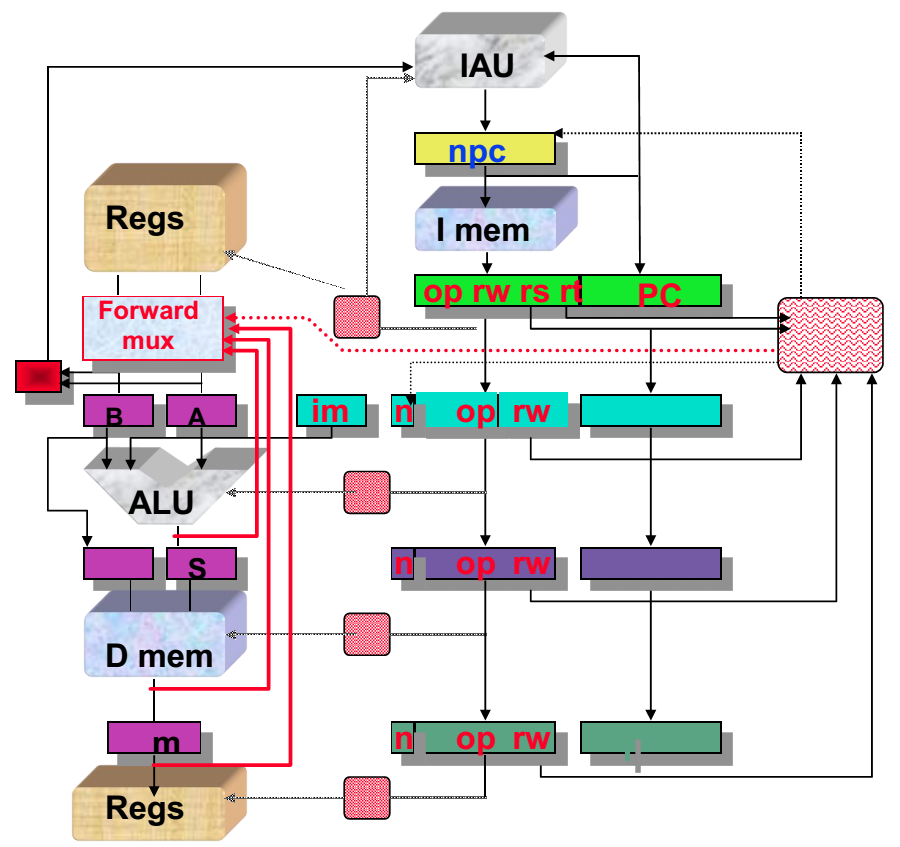 IAU
npc
Regs
I mem
op rw rs rt
PC
Forward
mux
B
A
im
n
op
rw
ALU
S
n
op
rw
D mem
m
n
op
rw
Regs